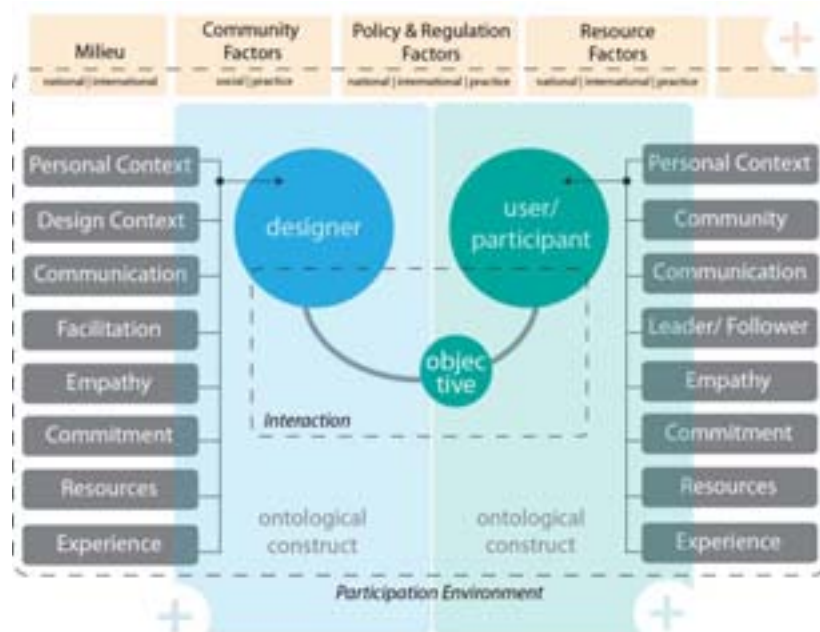 Milieu
national | international
Community
Factors
social | practice
Policy & Regulation
Factors
national | international | practice
Resource
Factors
national | international | practice
+
Personal Context
Design Context
Communication
Facilitation
Empathy
Commitment
Resources
Experience
designer
user/
participant
objec
tive
Interaction
ontological
construct
ontological
construct
Personal Context
Community
Communication
Leader/ Follower
Empathy
Commitment
Resources
Experience
Participation Environment
+
+